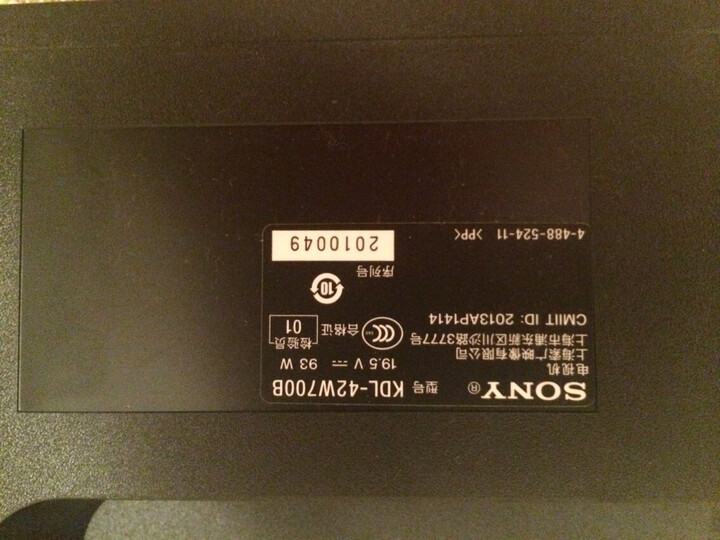 SONY®
型号 KDL-42W700B
电视机
19.5 V ⎓ 93 W
上海索广映像有限公司
上海市浦东新区川沙路3777号
CMIIT ID: 2013AP1414
CCC
合格证
检验员
01
10
序列号
2010049
4-488-524-11 >PP<